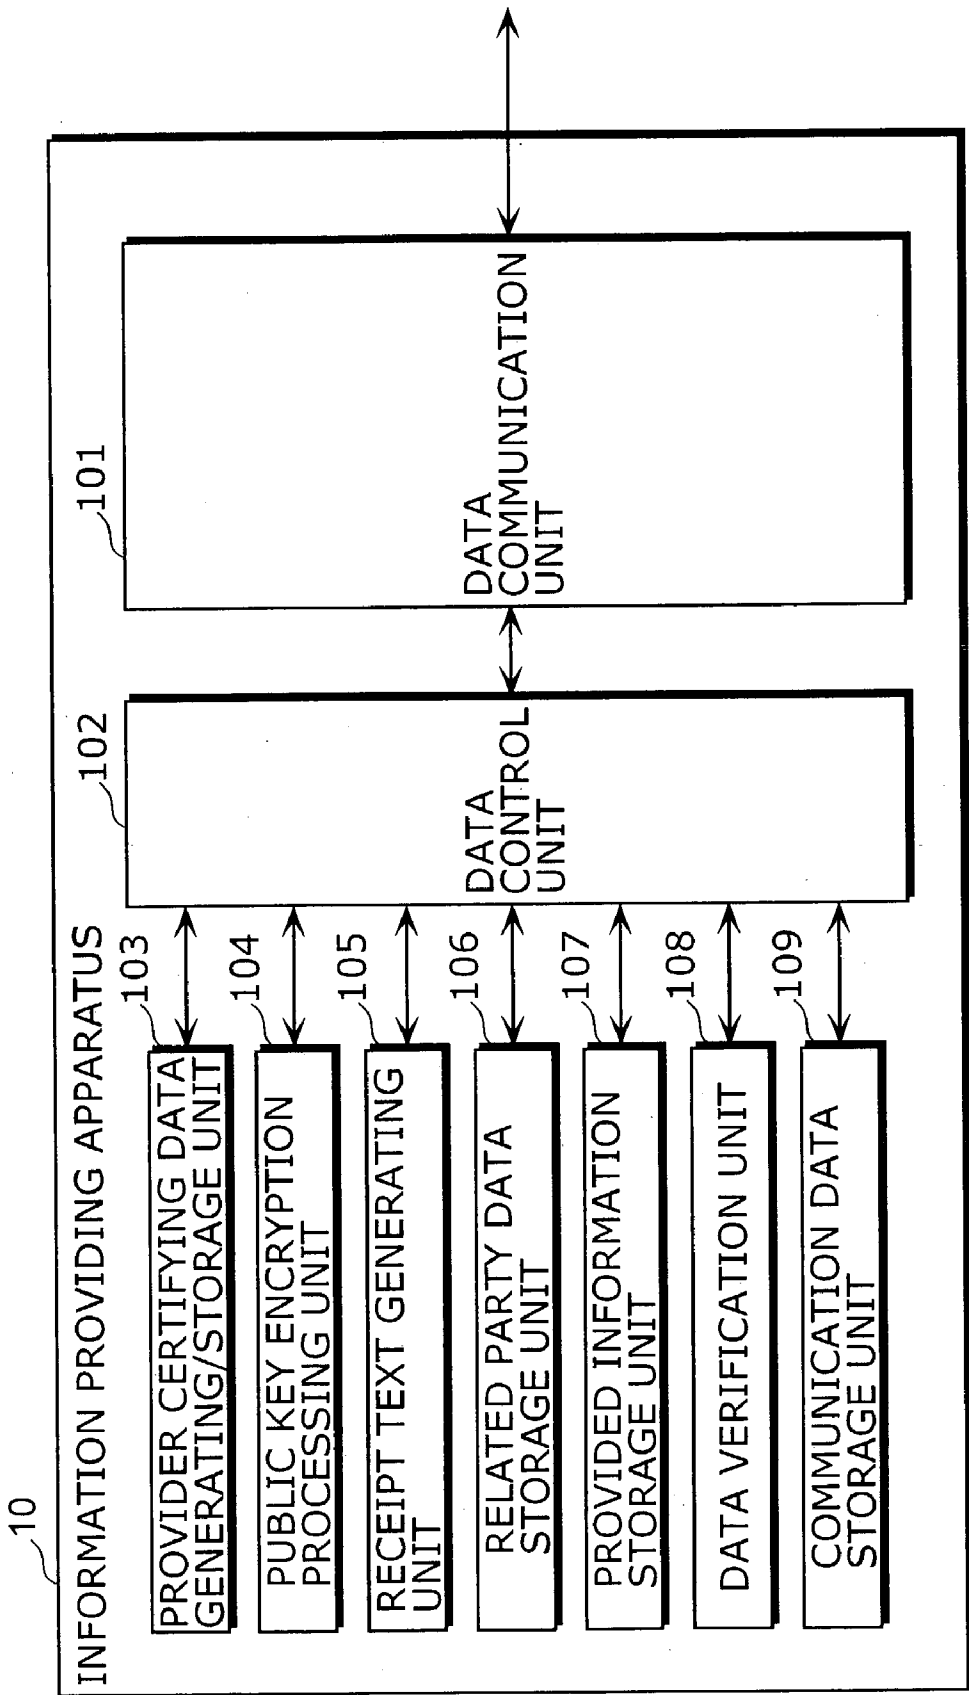 10
INFORMATION PROVIDING APPARATUS
103
PROVIDER CERTIFYING DATA
GENERATING/STORAGE UNIT
104
PUBLIC KEY ENCRYPTION
PROCESSING UNIT
105
RECEIPT TEXT GENERATING
UNIT
106
RELATED PARTY DATA
STORAGE UNIT
107
PROVIDED INFORMATION
STORAGE UNIT
108
DATA VERIFICATION UNIT
109
COMMUNICATION DATA
STORAGE UNIT
102
DATA
CONTROL
UNIT
101
DATA
COMMUNICATION
UNIT